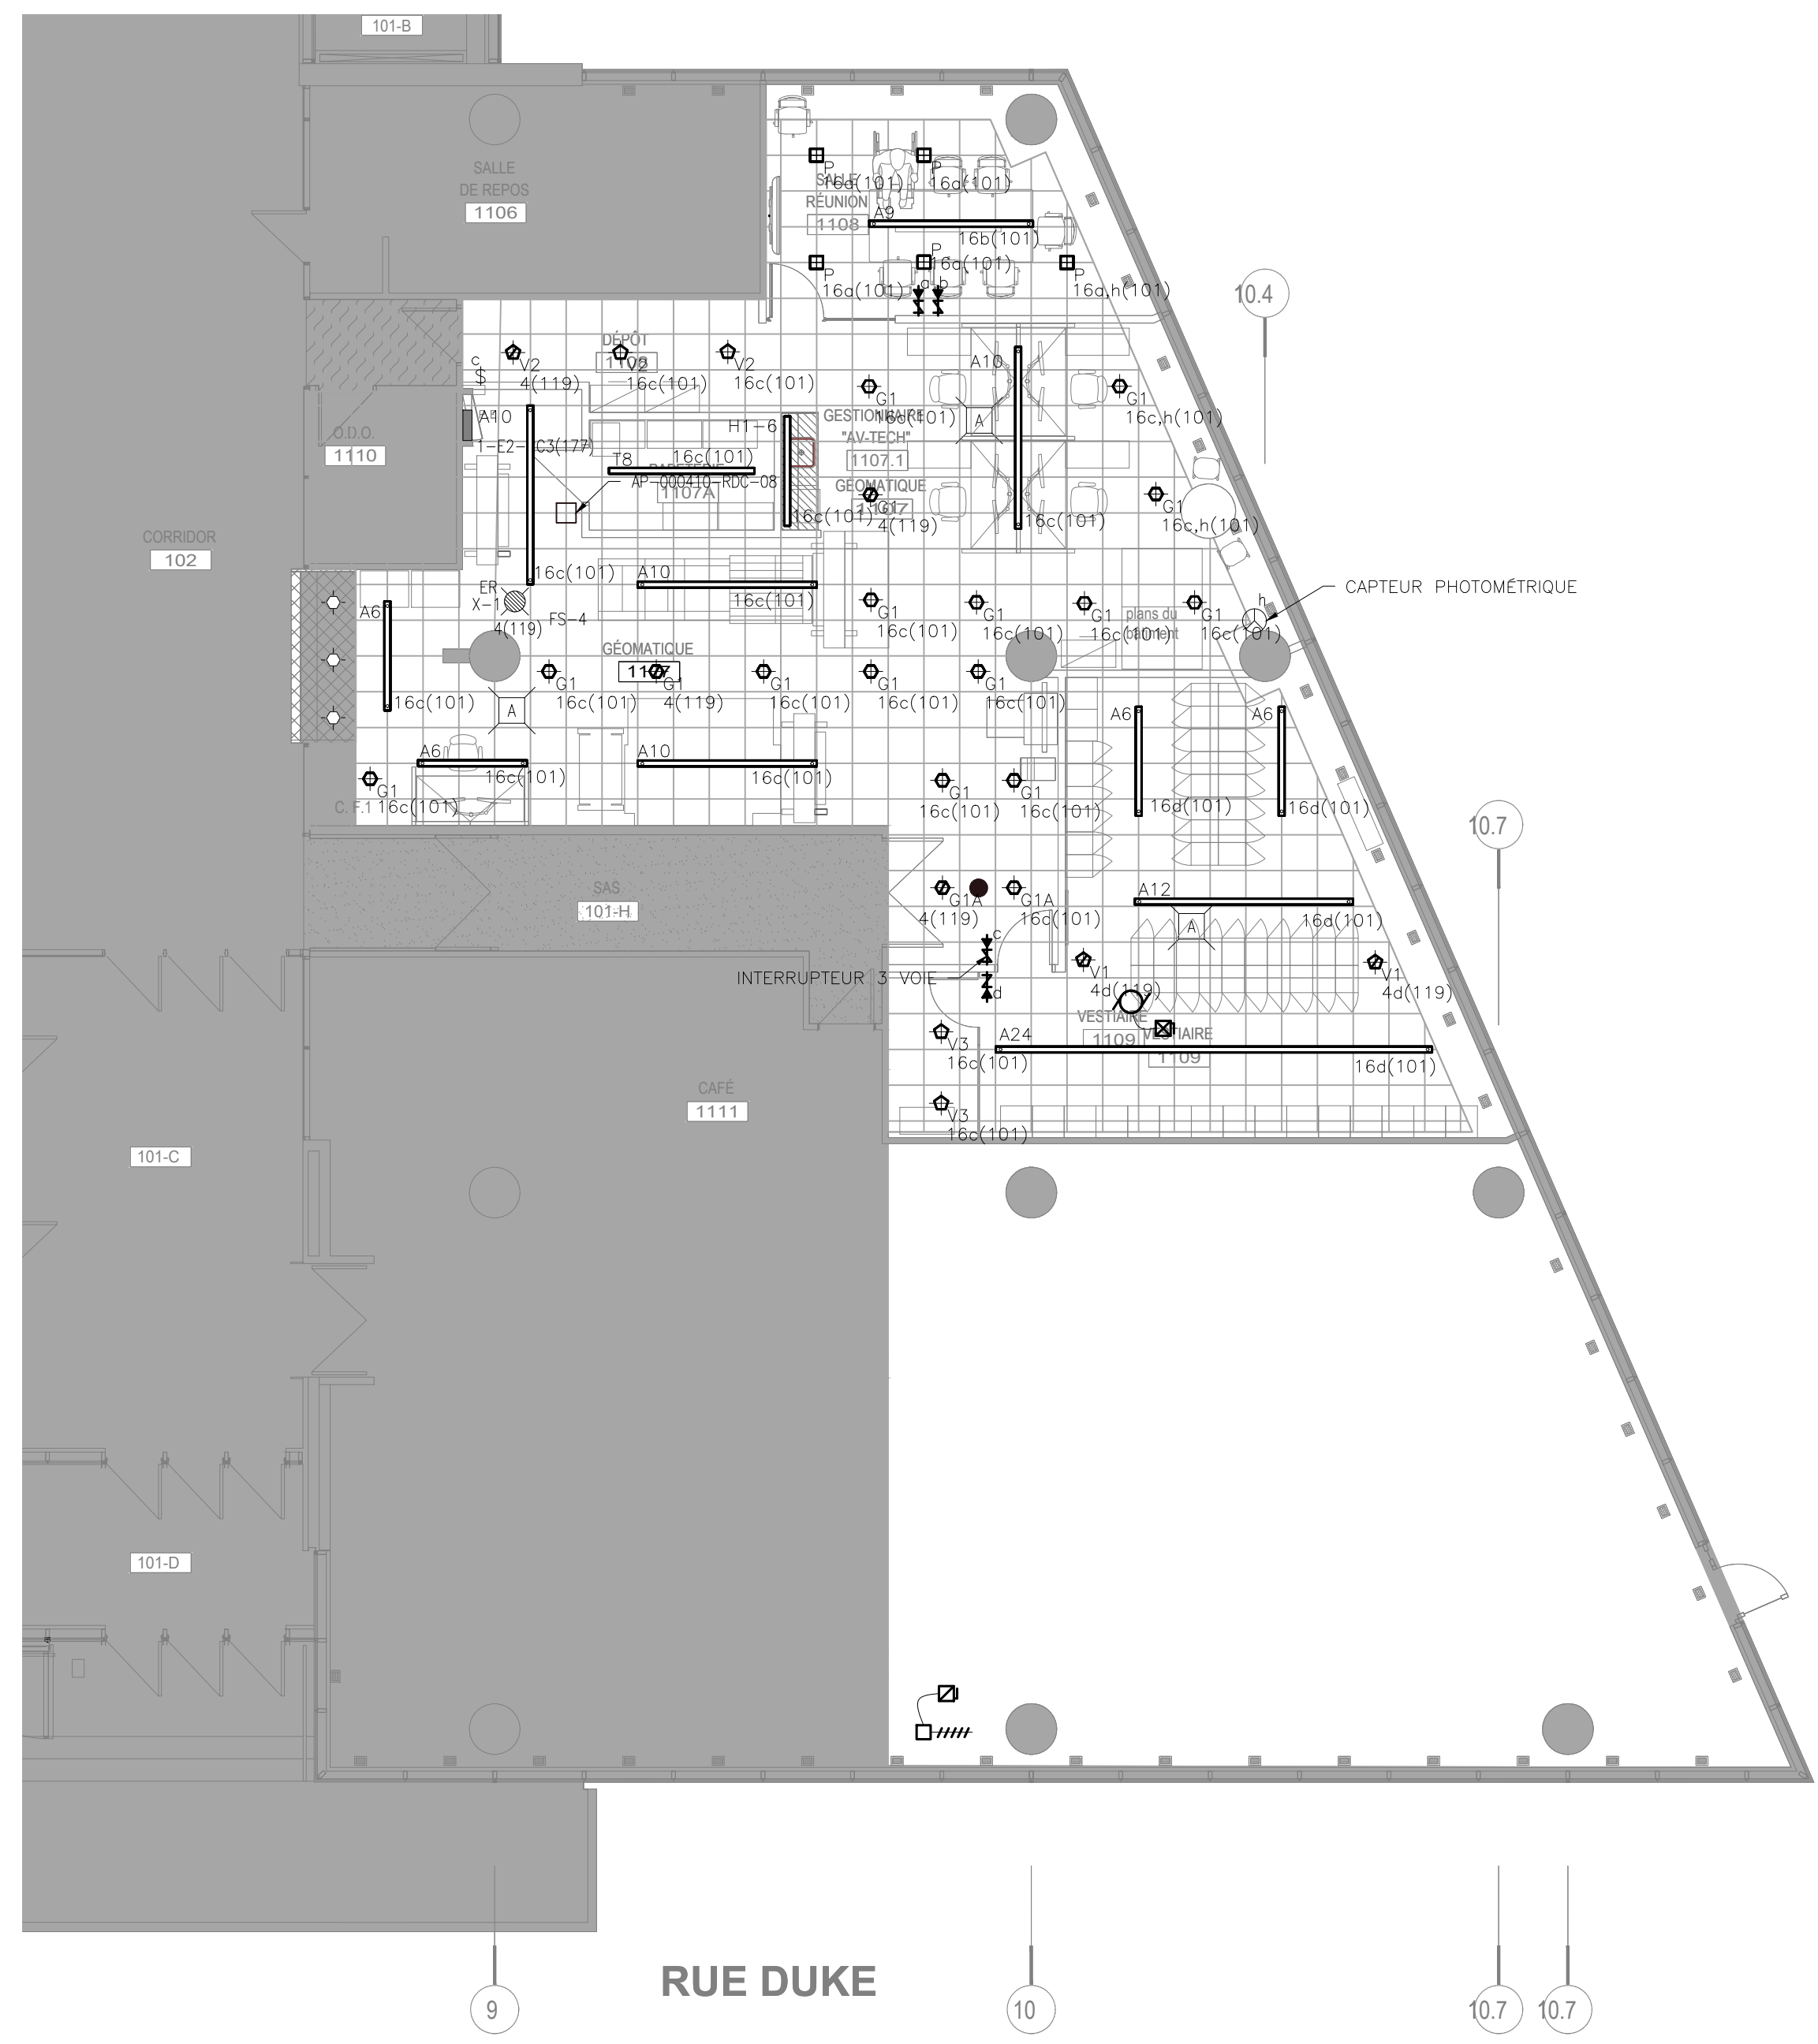 101-B
SALLE
DE REPOS
1106
P
16a(101)
P
16a(101)
SALLE
RÉUNION
1108
A9
16b(101)
P
16a(101)
P
16a(101)
P
16a,h(101)
a
b
10.4
DÉPÔT
V2
4(119)
V2
16c(101)
V2
16c(101)
c
$
A10
G1
16c(101)
G1
16c,h(101)
A10
H1-6
GESTIONNAIRE
"AV-TECH"
1107.1
A
O.D.O.
1110
T8
16c(101)
PAPETERIE
1107A
AP-000410-RDC-08
GÉOMATIQUE
1107
G1
4(119)
16c(101)
16c(101)
G1
16c,h(101)
CORRIDOR
102
16c(101)
A10
16c(101)
ER
X-1
4(119)
FS-4
A6
16c(101)
G1
16c(101)
G1
16c(101)
G1
16c(101)
G1
16c(101)
plans du
bâtiment
h
CAPTEUR PHOTOMÉTRIQUE
GÉOMATIQUE
1107
G1
16c(101)
G1
4(119)
G1
16c(101)
G1
16c(101)
G1
16c(101)
A
A6
16c(101)
A10
16c(101)
A6
16d(101)
A6
16d(101)
G1
16c(101)
C.F.1
G1
16c(101)
G1
16c(101)
10.7
SAS
101-H
G1A
4(119)
G1A
16c(101)
A12
16d(101)
A
c
INTERRUPTEUR 3 VOIE
d
V1
4d(119)
V1
4d(119)
VESTIAIRE
1109
VESTIAIRE
1109
V3
16c(101)
A24
16d(101)
V3
16c(101)
CAFÉ
1111
101-C
101-D
RUE DUKE
9
10
10.7
10.7